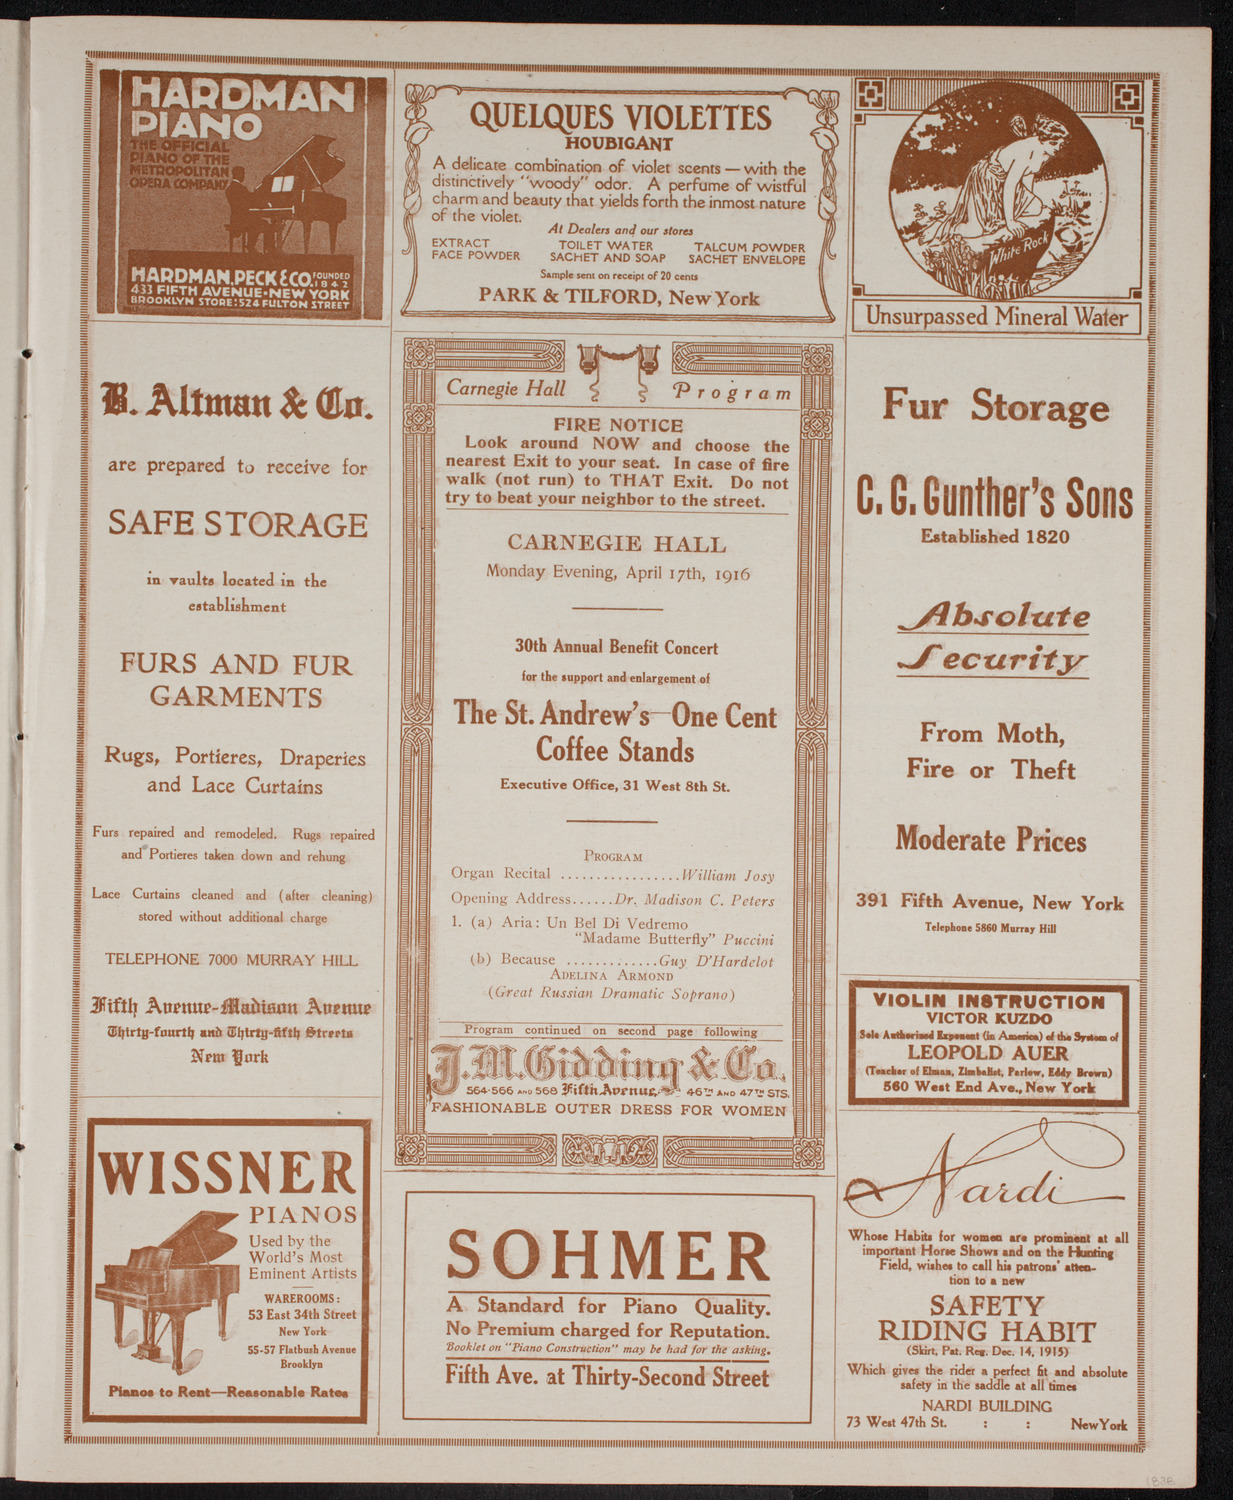 HARDMAN
PIANO
THE OFFICIAL
PIANO OF THE
METROPOLITAN
OPERA COMPANY
HARDMAN, PECK & CO. FOUNDED 1842
433 FIFTH AVENUE · NEW YORK
BROOKLYN STORE: 524 FULTON STREET
QUELQUES VIOLETTES
HOUBIGANT
A delicate combination of violet scents — with the
distinctively "woody" odor. A perfume of wistful
charm and beauty that yields forth the inmost nature
of the violet.
At Dealers and our stores
EXTRACT TOILET WATER TALCUM POWDER
FACE POWDER SACHET AND SOAP SACHET ENVELOPE
Sample sent on receipt of 20 cents
PARK & TILFORD, New York
White Rock
Unsurpassed Mineral Water
B. Altman & Co.
are prepared to receive for
SAFE STORAGE
in vaults located in the
establishment
FURS AND FUR
GARMENTS
Rugs, Portieres, Draperies
and Lace Curtains
Furs repaired and remodeled. Rugs repaired
and Portieres taken down and rehung
Lace Curtains cleaned and (after cleaning)
stored without additional charge
TELEPHONE 7000 MURRAY HILL
Fifth Avenue-Madison Avenue
Thirty-fourth and Thirty-fifth Streets
New York
WISSNER
PIANOS
Used by the
World's Most
Eminent Artists
WAREROOMS:
53 East 34th Street
New York
55-57 Flatbush Avenue
Brooklyn
Pianos to Rent—Reasonable Rates
Carnegie Hall Program
FIRE NOTICE
Look around NOW and choose the
nearest Exit to your seat. In case of fire
walk (not run) to THAT Exit. Do not
try to beat your neighbor to the street.
CARNEGIE HALL
Monday Evening, April 17th, 1916
30th Annual Benefit Concert
for the support and enlargement of
The St. Andrew's One Cent
Coffee Stands
Executive Office, 31 West 8th St.
PROGRAM
Organ Recital .................William Josy
Opening Address......Dr. Madison C. Peters
1. (a) Aria: Un Bel Di Vedremo
"Madame Butterfly" Puccini
(b) Because .............Guy D'Hardelot
ADELINA ARMOND
(Great Russian Dramatic Soprano)
Program continued on second page following
J. M. Gidding & Co.
564-566 AND 568 Fifth Avenue, 46TH AND 47TH STS.
FASHIONABLE OUTER DRESS FOR WOMEN
SOHMER
A Standard for Piano Quality.
No Premium charged for Reputation.
Booklet on "Piano Construction" may be had for the asking.
Fifth Ave. at Thirty-Second Street
Fur Storage
C. G. Gunther's Sons
Established 1820
Absolute
Security
From Moth,
Fire or Theft
Moderate Prices
391 Fifth Avenue, New York
Telephone 5860 Murray Hill
VIOLIN INSTRUCTION
VICTOR KUZDO
Sole Authorized Exponent (in America) of the System of
LEOPOLD AUER
(Teacher of Elman, Zimbalist, Parlow, Eddy Brown)
560 West End Ave., New York
Nardi
Whose Habits for women are prominent at all
important Horse Shows and on the Hunting
Field, wishes to call his patrons' atten-
tion to a new
SAFETY
RIDING HABIT
(Skirt, Pat. Reg. Dec. 14, 1915)
Which gives the rider a perfect fit and absolute
safety in the saddle at all times
NARDI BUILDING
73 West 47th St. : : New York